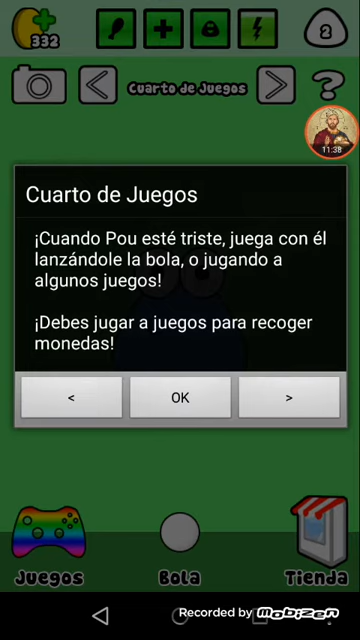 332
2
Cuarto de Juegos
?
11:38
Cuarto de Juegos
¡Cuando Pou esté triste, juega con él
lanzándole la bola, o jugando a
algunos juegos!
¡Debes jugar a juegos para recoger
monedas!
< OK >
Juegos Bola Tienda
Recorded by Mobizen